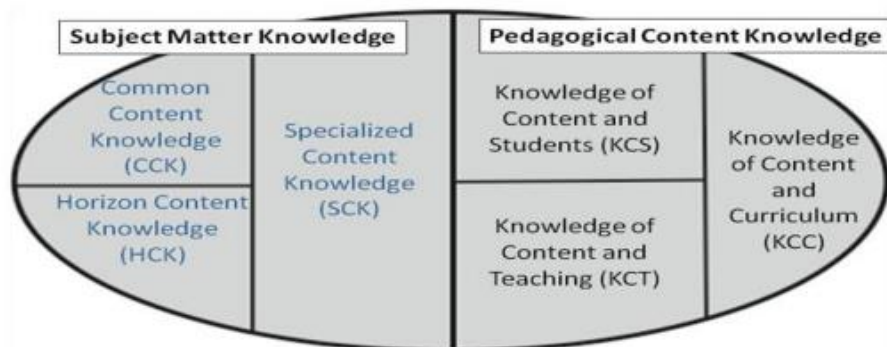 Subject Matter Knowledge
Common
Content
Knowledge
(CCK)
Horizon Content
Knowledge
(HCK)
Specialized
Content
Knowledge
(SCK)
Pedagogical Content Knowledge
Knowledge of
Content and
Students (KCS)
Knowledge of
Content and
Teaching (KCT)
Knowledge
of Content
and
Curriculum
(KCC)